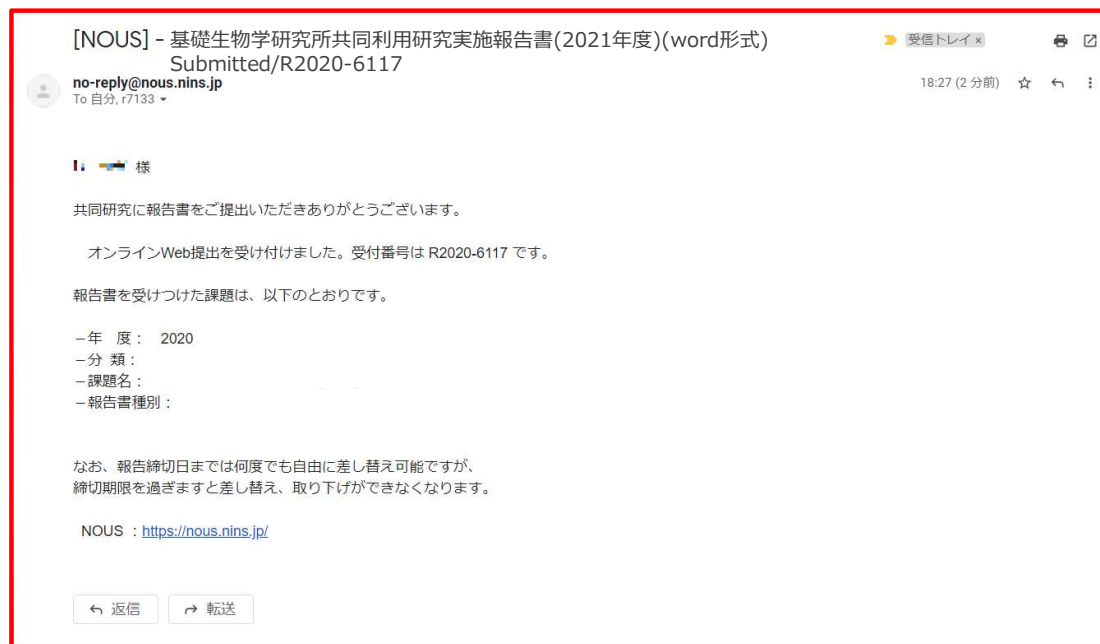 [NOUS] - 基礎生物学研究所共同利用研究実施報告書(2021年度)(word形式)
Submitted/R2020-6117
受信トレイ ×
no-reply@nous.nins.jp
18:27 (2 分前)
To 自分, r7133
様
共同研究に報告書をご提出いただきありがとうございます。
オンラインWeb提出を受け付けました。受付番号は R2020-6117 です。
報告書を受けつけた課題は、以下のとおりです。
－年　度：　2020
－分 類：
－課題名：
－報告書種別：
なお、報告締切日までは何度でも自由に差し替え可能ですが、
締切期限を過ぎますと差し替え、取り下げができなくなります。
NOUS ：https://nous.nins.jp/
返信
転送